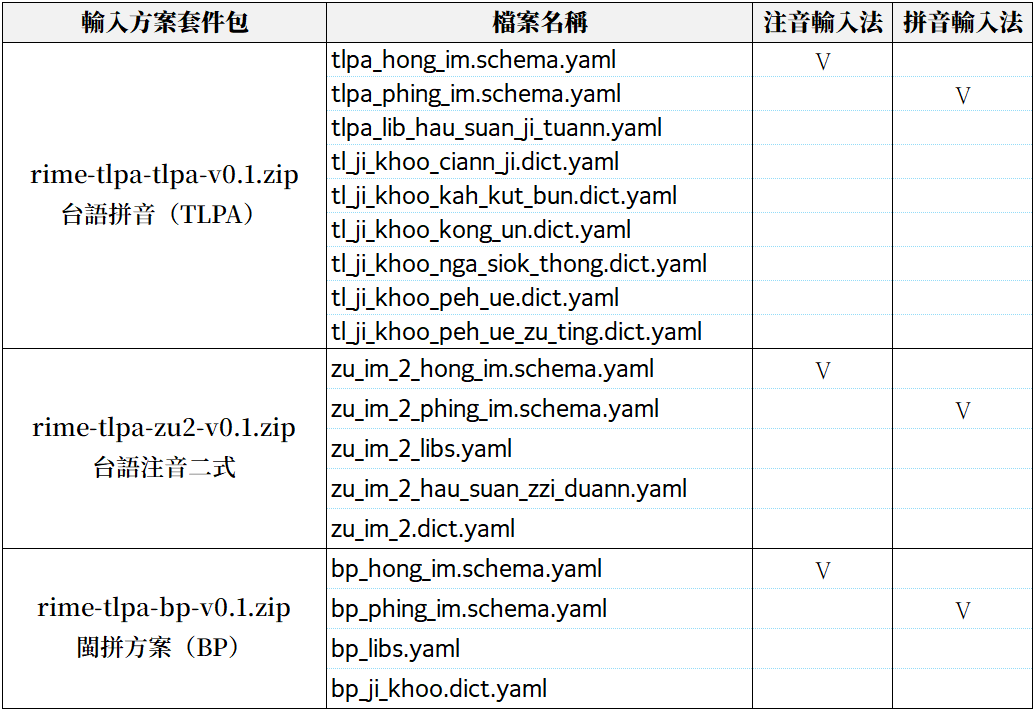 輸入方案套件包 檔案名稱 注音輸入法 拼音輸入法
rime-tlpa-tlpa-v0.1.zip
台語拼音（TLPA）
tlpa_hong_im.schema.yaml V
tlpa_phing_im.schema.yaml V
tlpa_lib_hau_suan_ji_tuann.yaml
tl_ji_khoo_ciann_ji.dict.yaml
tl_ji_khoo_kah_kut_bun.dict.yaml
tl_ji_khoo_kong_un.dict.yaml
tl_ji_khoo_nga_siok_thong.dict.yaml
tl_ji_khoo_peh_ue.dict.yaml
tl_ji_khoo_peh_ue_zu_ting.dict.yaml
rime-tlpa-zu2-v0.1.zip
台語注音二式
zu_im_2_hong_im.schema.yaml V
zu_im_2_phing_im.schema.yaml V
zu_im_2_libs.yaml
zu_im_2_hau_suan_zzi_duann.yaml
zu_im_2.dict.yaml
rime-tlpa-bp-v0.1.zip
閩拼方案（BP）
bp_hong_im.schema.yaml V
bp_phing_im.schema.yaml V
bp_libs.yaml
bp_ji_khoo.dict.yaml